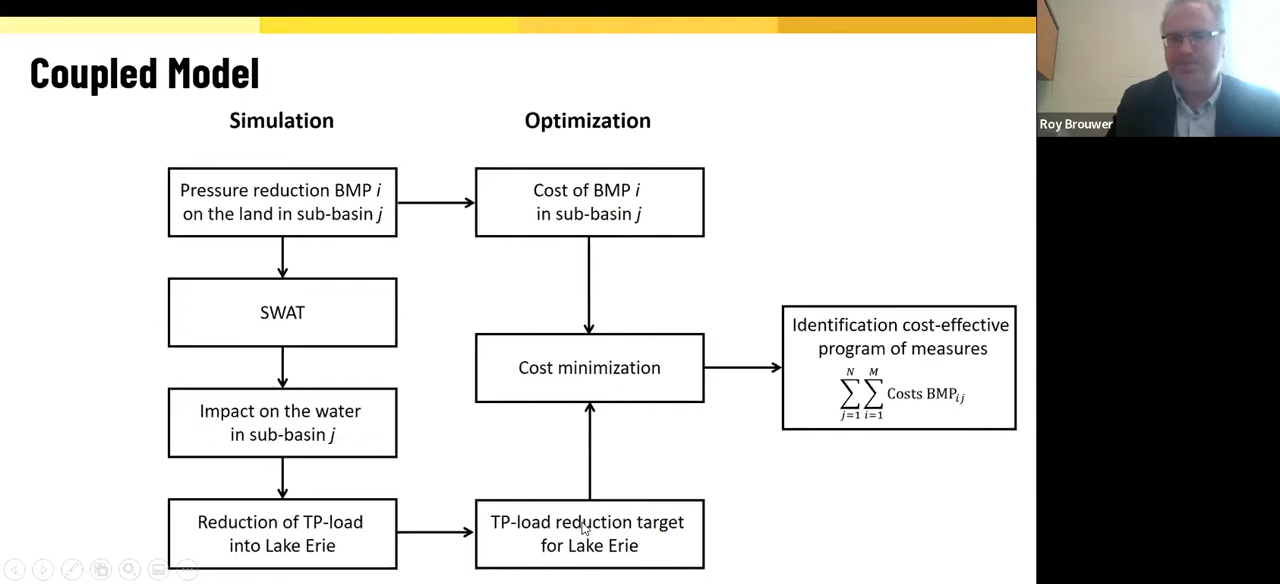 Coupled Model
Simulation
Optimization
Pressure reduction BMP i
on the land in sub-basin j
Cost of BMP i
in sub-basin j
SWAT
Impact on the water
in sub-basin j
Reduction of TP-load
into Lake Erie
TP-load reduction target
for Lake Erie
Cost minimization
Identification cost-effective
program of measures
N M
∑ ∑ Costs BMPij
j=1 i=1
Roy Brouwer